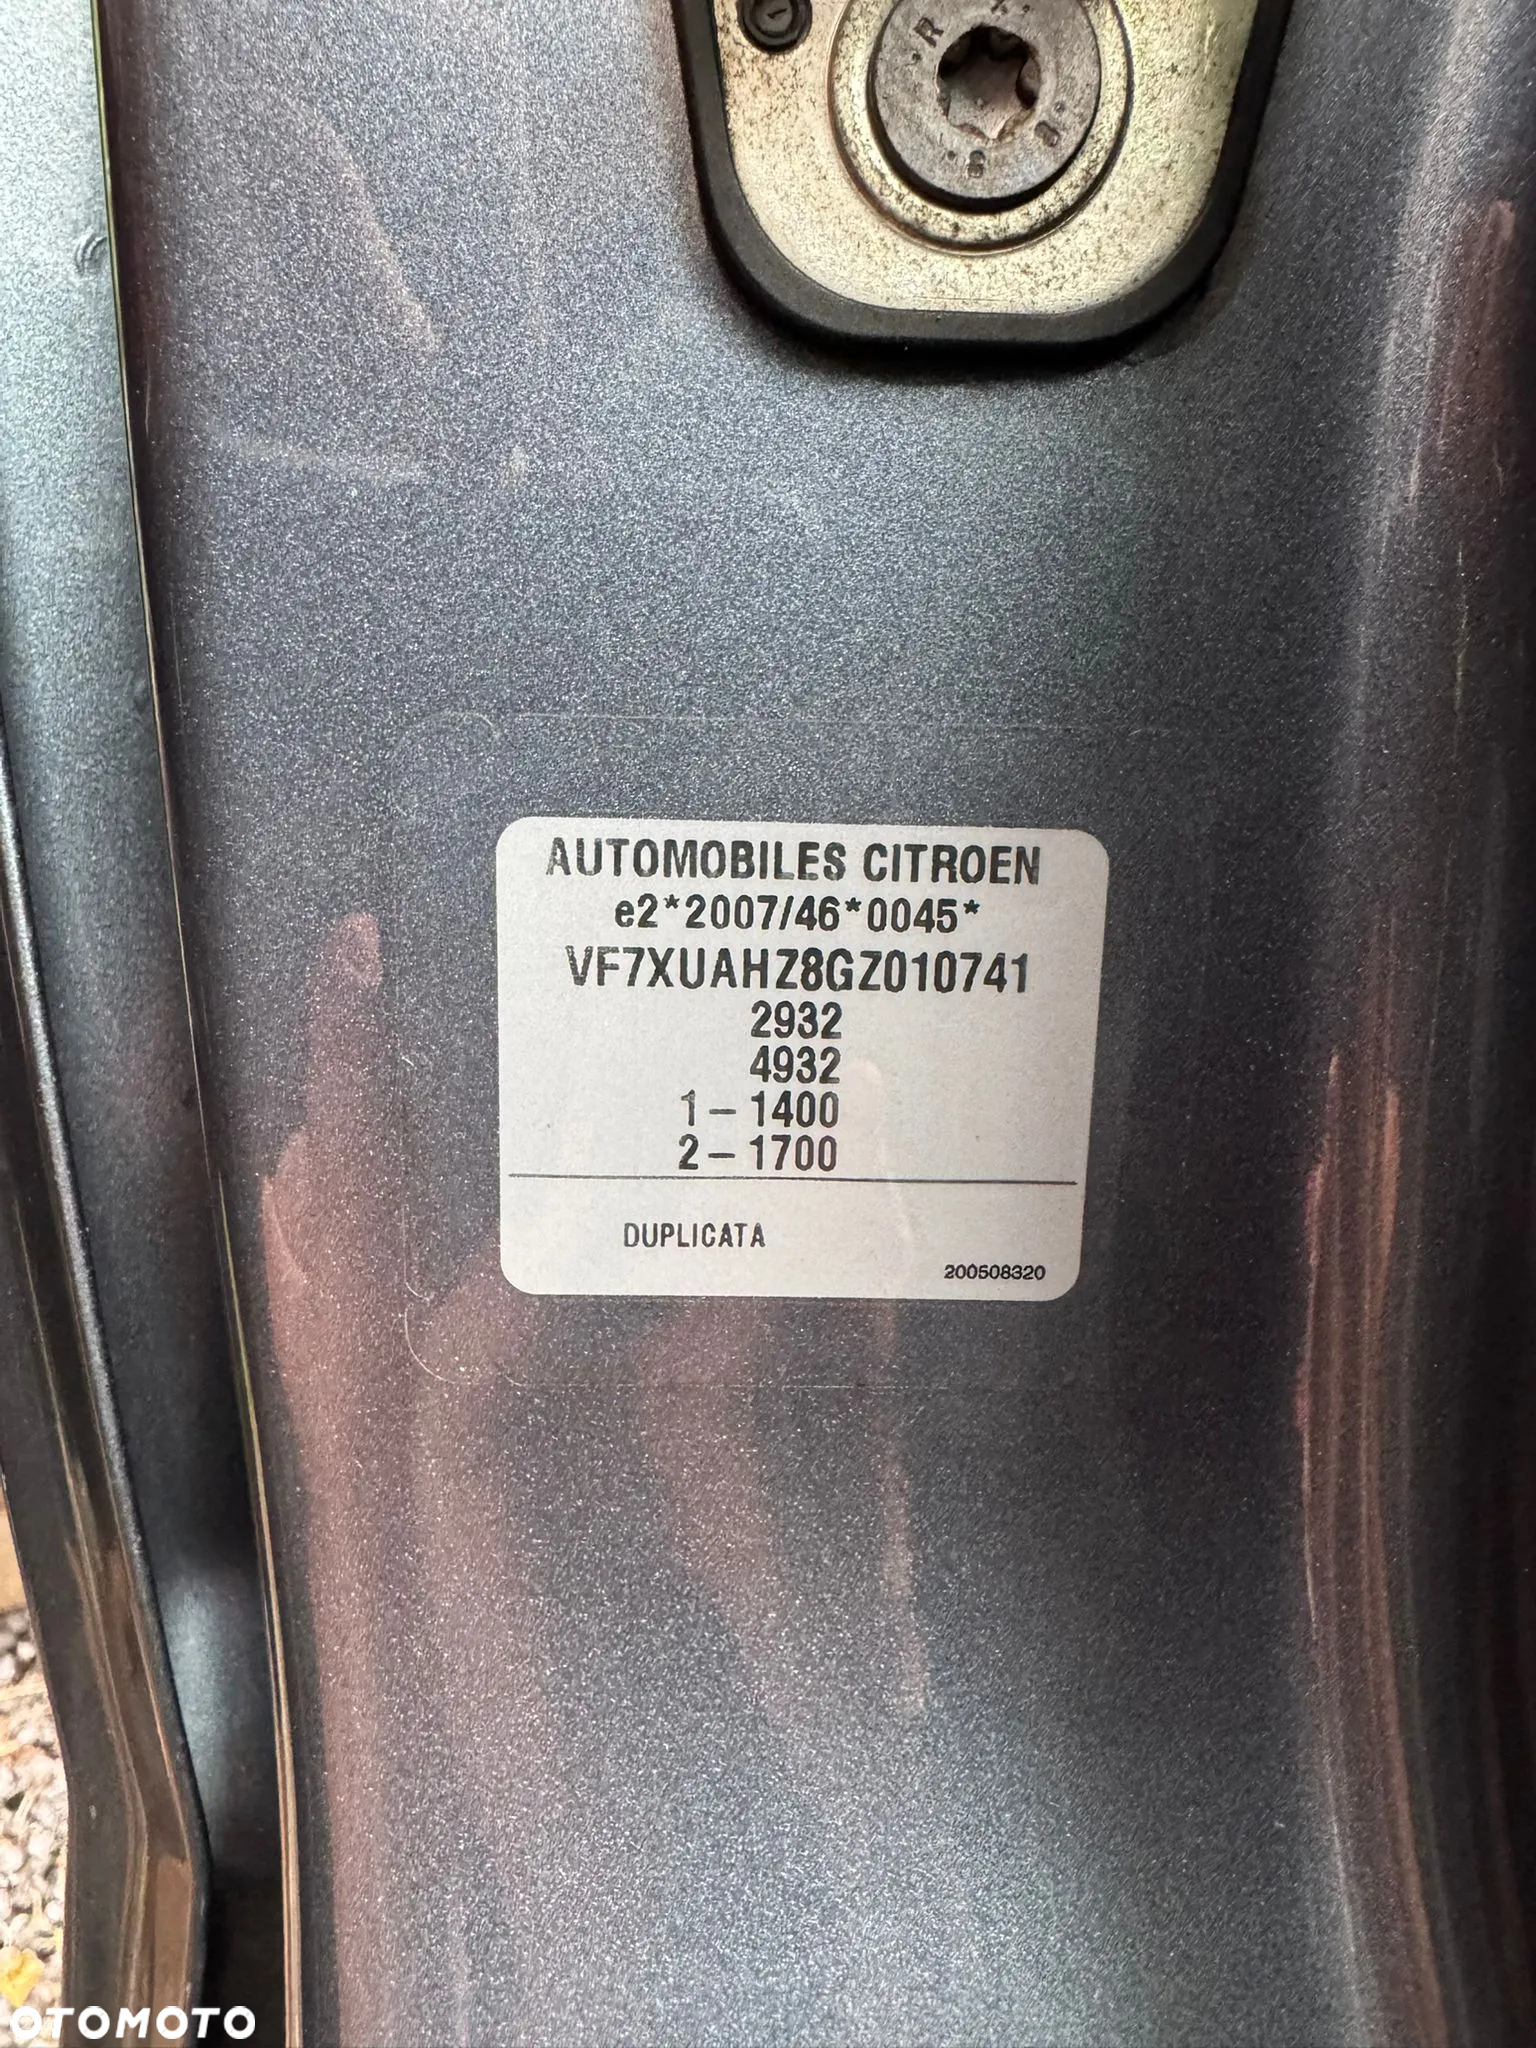 AUTOMOBILES CITROEN
e2*2007/46*0045*
VF7XUAHZ8GZ010741
2932
4932
1 – 1400
2 – 1700
DUPLICATA
200508320
OTOMOTO